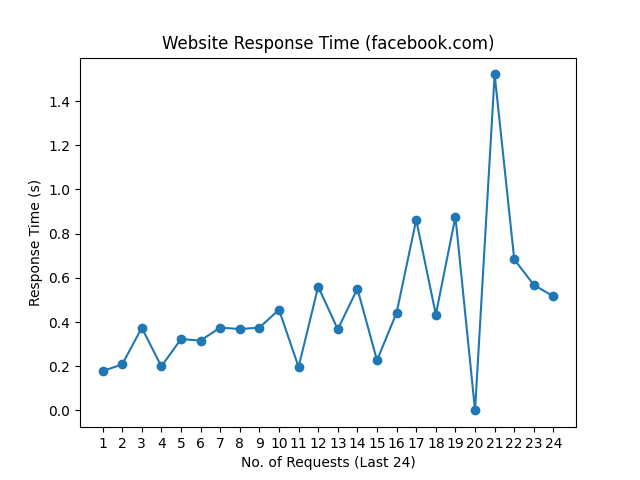 Website Response Time (facebook.com)
1.4
1.2
1.0
0.8
0.6
0.4
0.2
0.0
Response Time (s)
1 2 3 4 5 6 7 8 9 10 11 12 13 14 15 16 17 18 19 20 21 22 23 24
No. of Requests (Last 24)